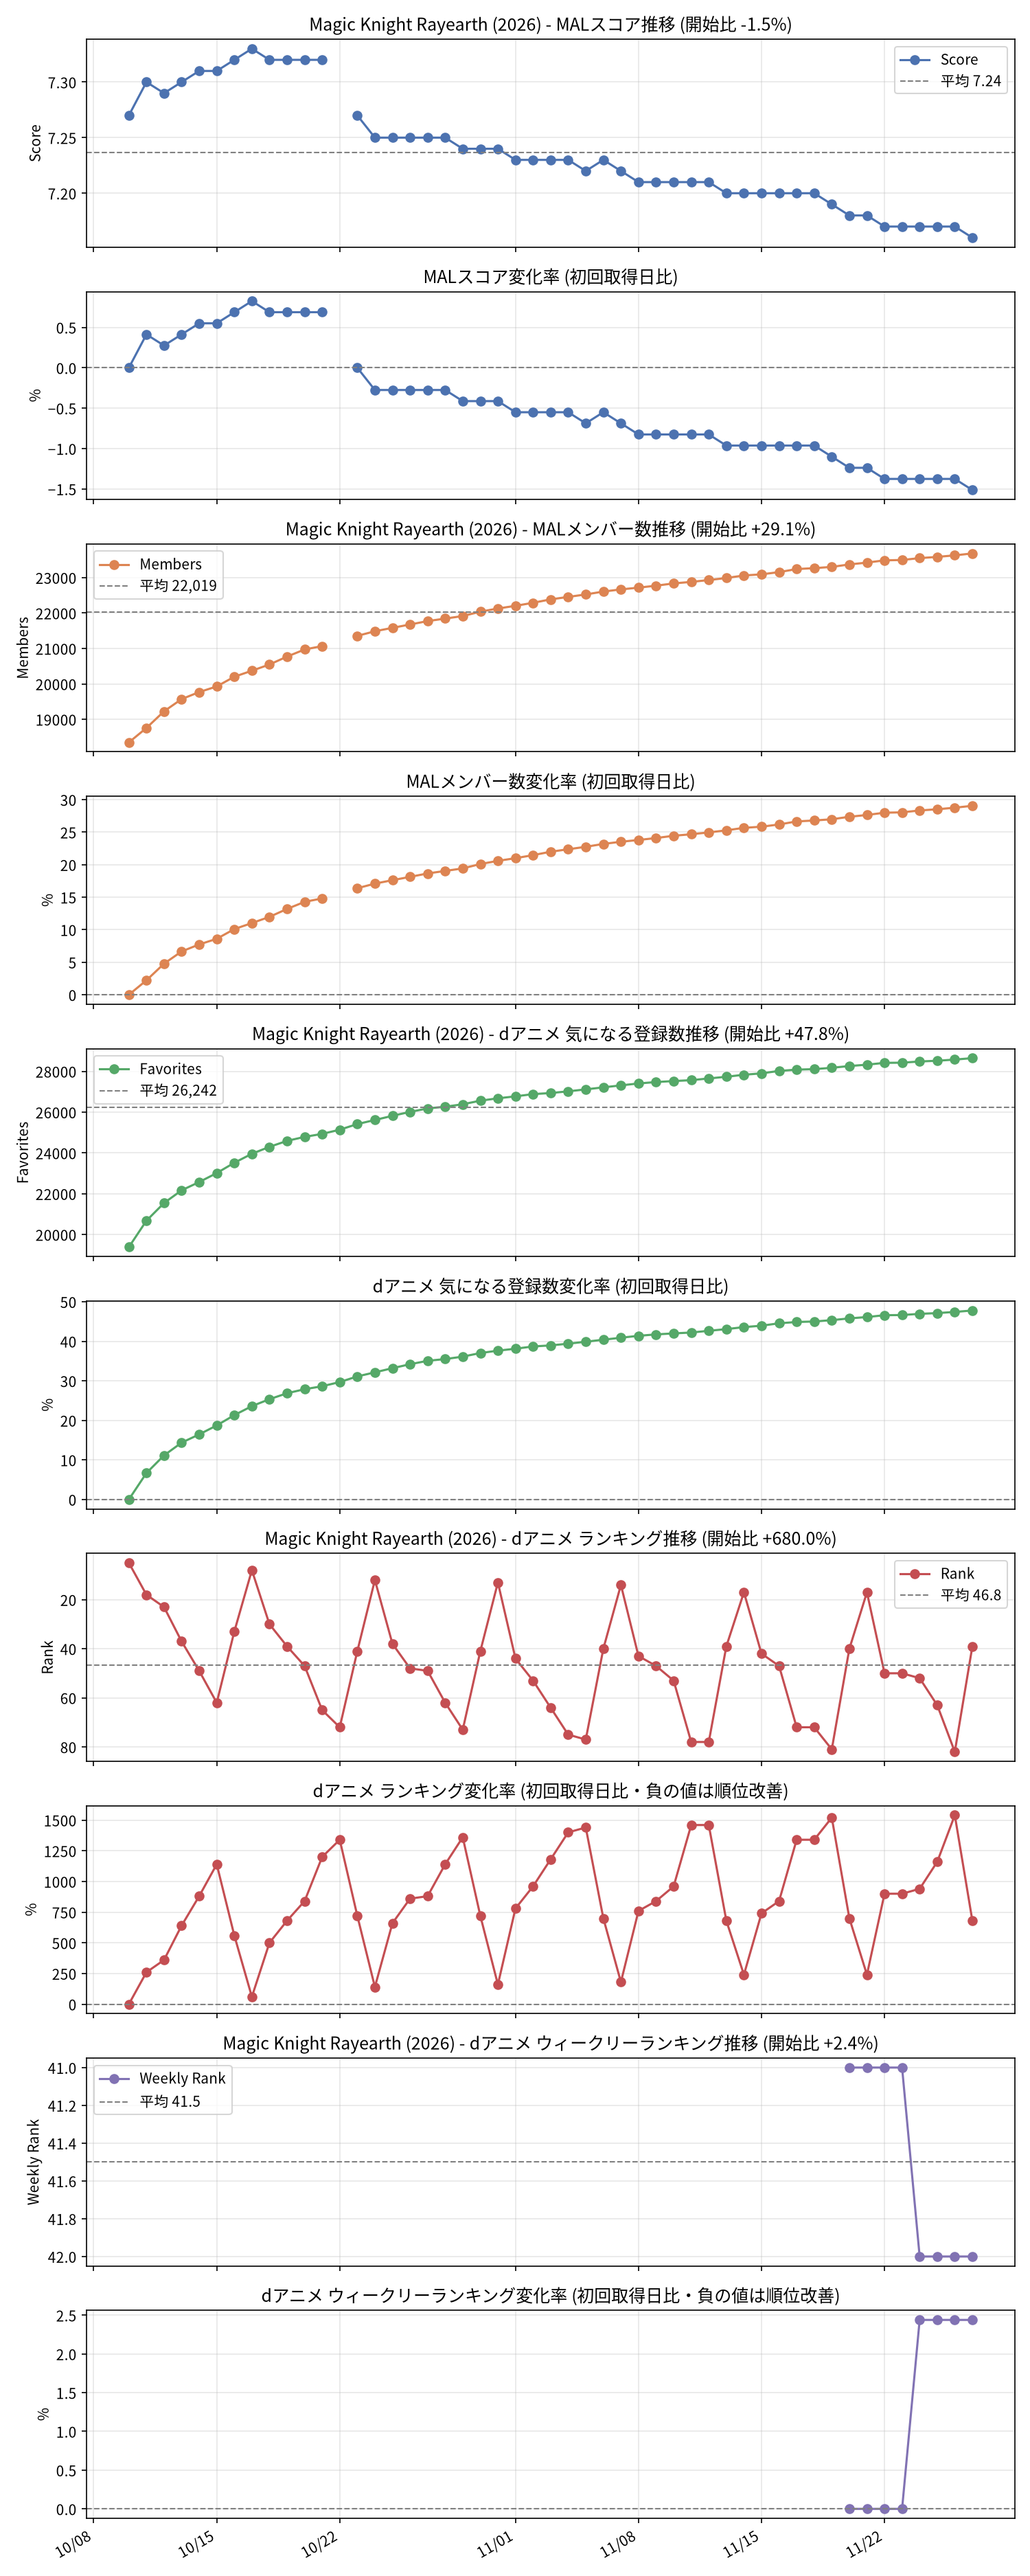 Magic Knight Rayearth (2026) - MALスコア推移 (開始比 -1.5%)
Score
7.30
7.25
7.20
Score
平均 7.24
MALスコア変化率 (初回取得日比)
%
0.5
0.0
−0.5
−1.0
−1.5
Magic Knight Rayearth (2026) - MALメンバー数推移 (開始比 +29.1%)
Members
23000
22000
21000
20000
19000
Members
平均 22,019
MALメンバー数変化率 (初回取得日比)
%
30
25
20
15
10
5
0
Magic Knight Rayearth (2026) - dアニメ 気になる登録数推移 (開始比 +47.8%)
Favorites
28000
26000
24000
22000
20000
Favorites
平均 26,242
dアニメ 気になる登録数変化率 (初回取得日比)
%
50
40
30
20
10
0
Magic Knight Rayearth (2026) - dアニメ ランキング推移 (開始比 +680.0%)
Rank
20
40
60
80
Rank
平均 46.8
dアニメ ランキング変化率 (初回取得日比・負の値は順位改善)
%
1500
1250
1000
750
500
250
0
Magic Knight Rayearth (2026) - dアニメ ウィークリーランキング推移 (開始比 +2.4%)
Weekly Rank
41.0
41.2
41.4
41.6
41.8
42.0
Weekly Rank
平均 41.5
dアニメ ウィークリーランキング変化率 (初回取得日比・負の値は順位改善)
%
2.5
2.0
1.5
1.0
0.5
0.0
10/08
10/15
10/22
11/01
11/08
11/15
11/22